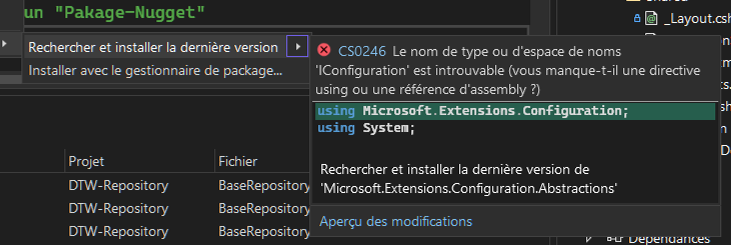 un "Pakage-Nugget"
_Layout.csh
Rechercher et installer la dernière version
Installer avec le gestionnaire de package...
CS0246 Le nom de type ou d'espace de noms
'IConfiguration' est introuvable (vous manque-t-il une directive
using ou une référence d'assembly ?)
using Microsoft.Extensions.Configuration;
using System;
Rechercher et installer la dernière version de
'Microsoft.Extensions.Configuration.Abstractions'
Aperçu des modifications
Projet Fichier
DTW-Repository BaseRepository
DTW-Repository BaseRepository
DTW-Repository BaseRepository
Dépendances